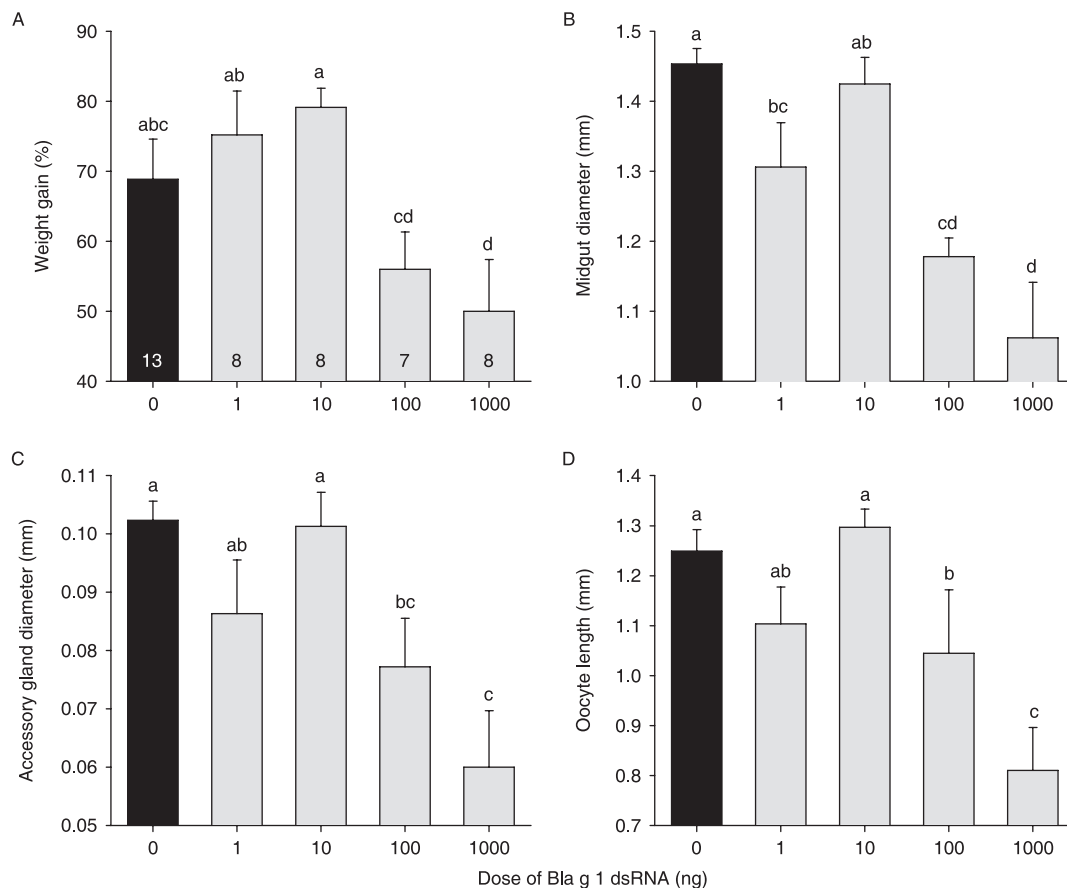 A
B
90
80
70
60
50
40
Weight gain (%)
abc
ab
a
cd
d
13
8
8
7
8
0
1
10
100
1000
1.5
1.4
1.3
1.2
1.1
1.0
Midgut diameter (mm)
a
bc
ab
cd
d
0
1
10
100
1000
C
D
0.11
0.10
0.09
0.08
0.07
0.06
0.05
Accessory gland diameter (mm)
a
ab
a
bc
c
0
1
10
100
1000
1.4
1.3
1.2
1.1
1.0
0.9
0.8
0.7
Oocyte length (mm)
a
ab
a
b
c
0
1
10
100
1000
Dose of Bla g 1 dsRNA (ng)